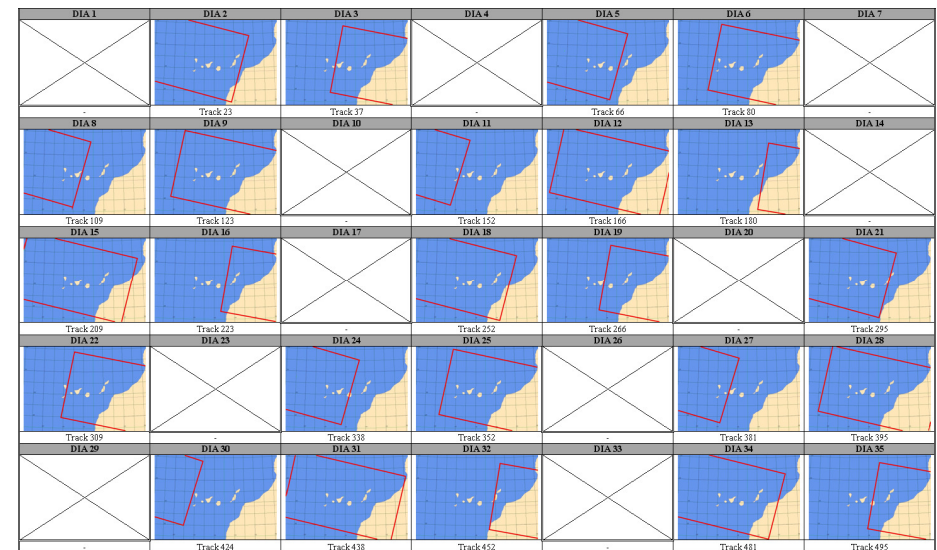 DIA 1 DIA 2 DIA 3 DIA 4 DIA 5 DIA 6 DIA 7
- Track 23 Track 37 - Track 66 Track 80 -
DIA 8 DIA 9 DIA 10 DIA 11 DIA 12 DIA 13 DIA 14
Track 109 Track 123 - Track 152 Track 166 Track 180 -
DIA 15 DIA 16 DIA 17 DIA 18 DIA 19 DIA 20 DIA 21
Track 209 Track 223 - Track 252 Track 266 - Track 295
DIA 22 DIA 23 DIA 24 DIA 25 DIA 26 DIA 27 DIA 28
Track 309 - Track 338 Track 352 - Track 381 Track 395
DIA 29 DIA 30 DIA 31 DIA 32 DIA 33 DIA 34 DIA 35
- Track 424 Track 438 Track 452 - Track 481 Track 495